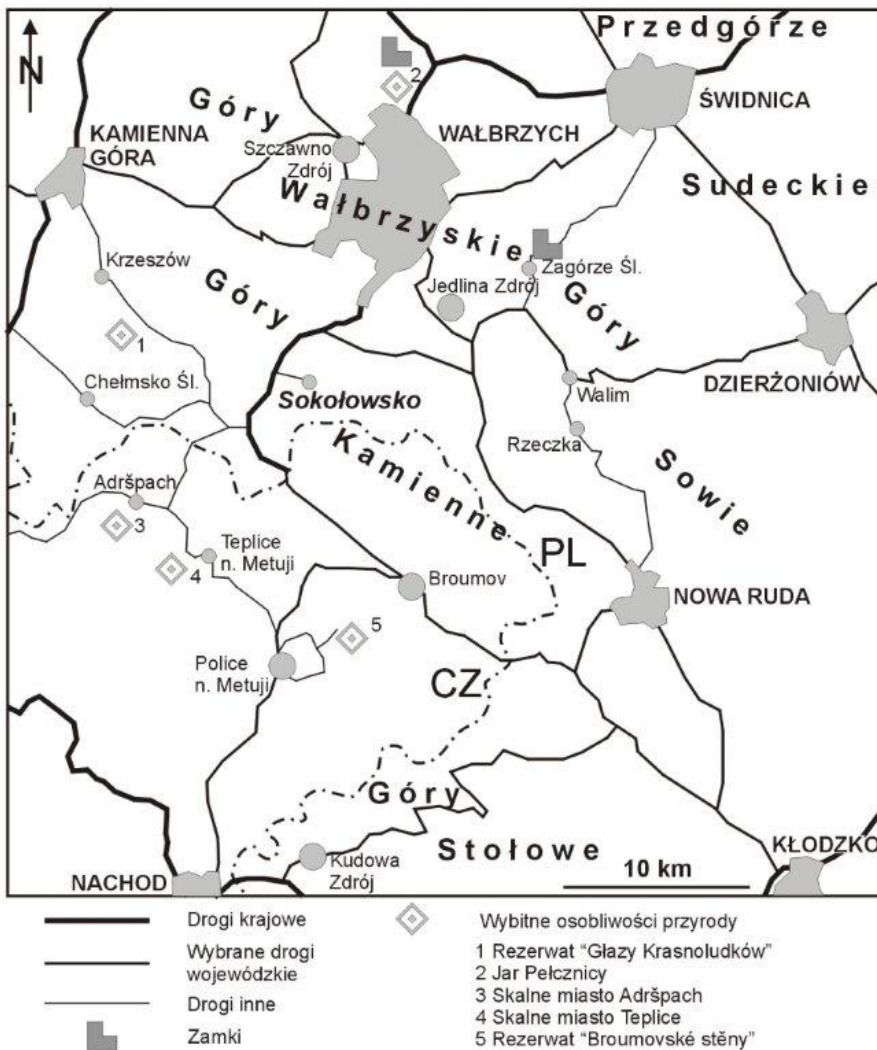 N
Przedgórze
Góry
2
ŚWIDNICA
KAMIENNA
GÓRA
Szczawno
Zdrój
WAŁBRZYCH
Sudeckie
Wałbrzyskie
Krzeszów
Zagórze Śl.
Jedlina Zdrój
Góry
Góry
1
DZIERŻONIÓW
Chełmsko Śl.
Sokołowsko
Walim
Rzeczka
Kamienne
Sowie
Adršpach
3
Teplice
n. Metuji
4
PL
Broumov
NOWA RUDA
5
Police
n. Metuji
CZ
Góry
Stołowe
KŁODZKO
Kudowa
Zdrój
10 km
NACHOD
Drogi krajowe
Wybrane drogi
wojewódzkie
Drogi inne
Zamki
Wybitne osobliwości przyrody
1 Rezerwat "Głazy Krasnoludków"
2 Jar Pełcznicy
3 Skalne miasto Adršpach
4 Skalne miasto Teplice
5 Rezerwat "Broumovské stěny"